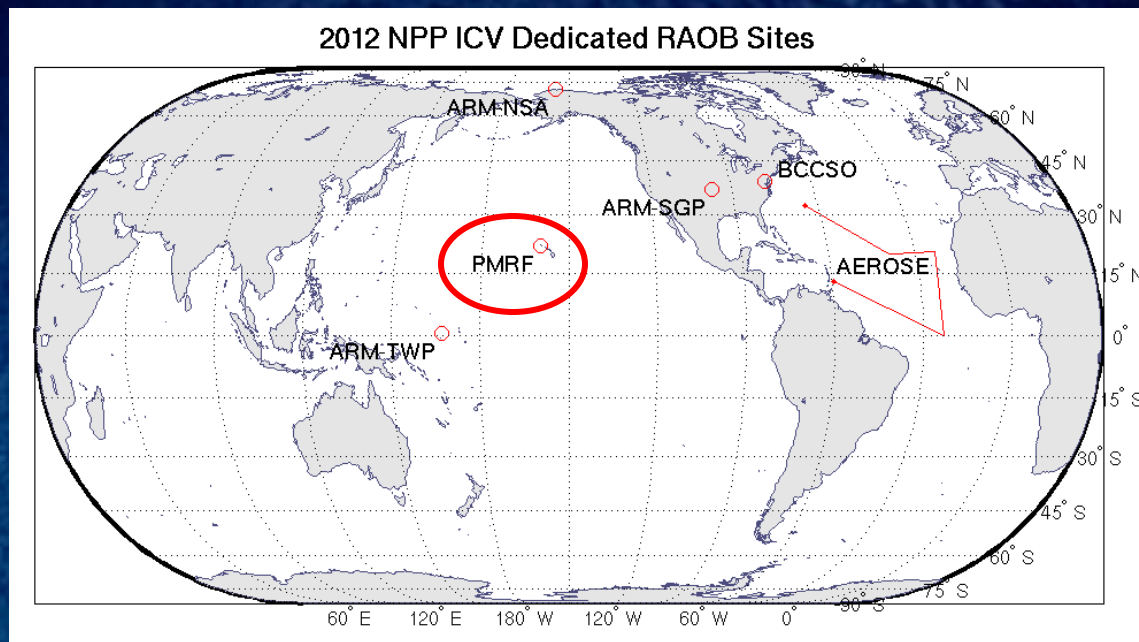 2012 NPP ICV Dedicated RAOB Sites
90° N
75° N
ARM-NSA
60° N
45° N
BCCSO
ARM-SGP
30° N
PMRF
AEROSE
15° N
0°
ARM-TWP
15° S
30° S
45° S
60° S
75° S
90° S
60° E 120° E 180° W 120° W 60° W 0°